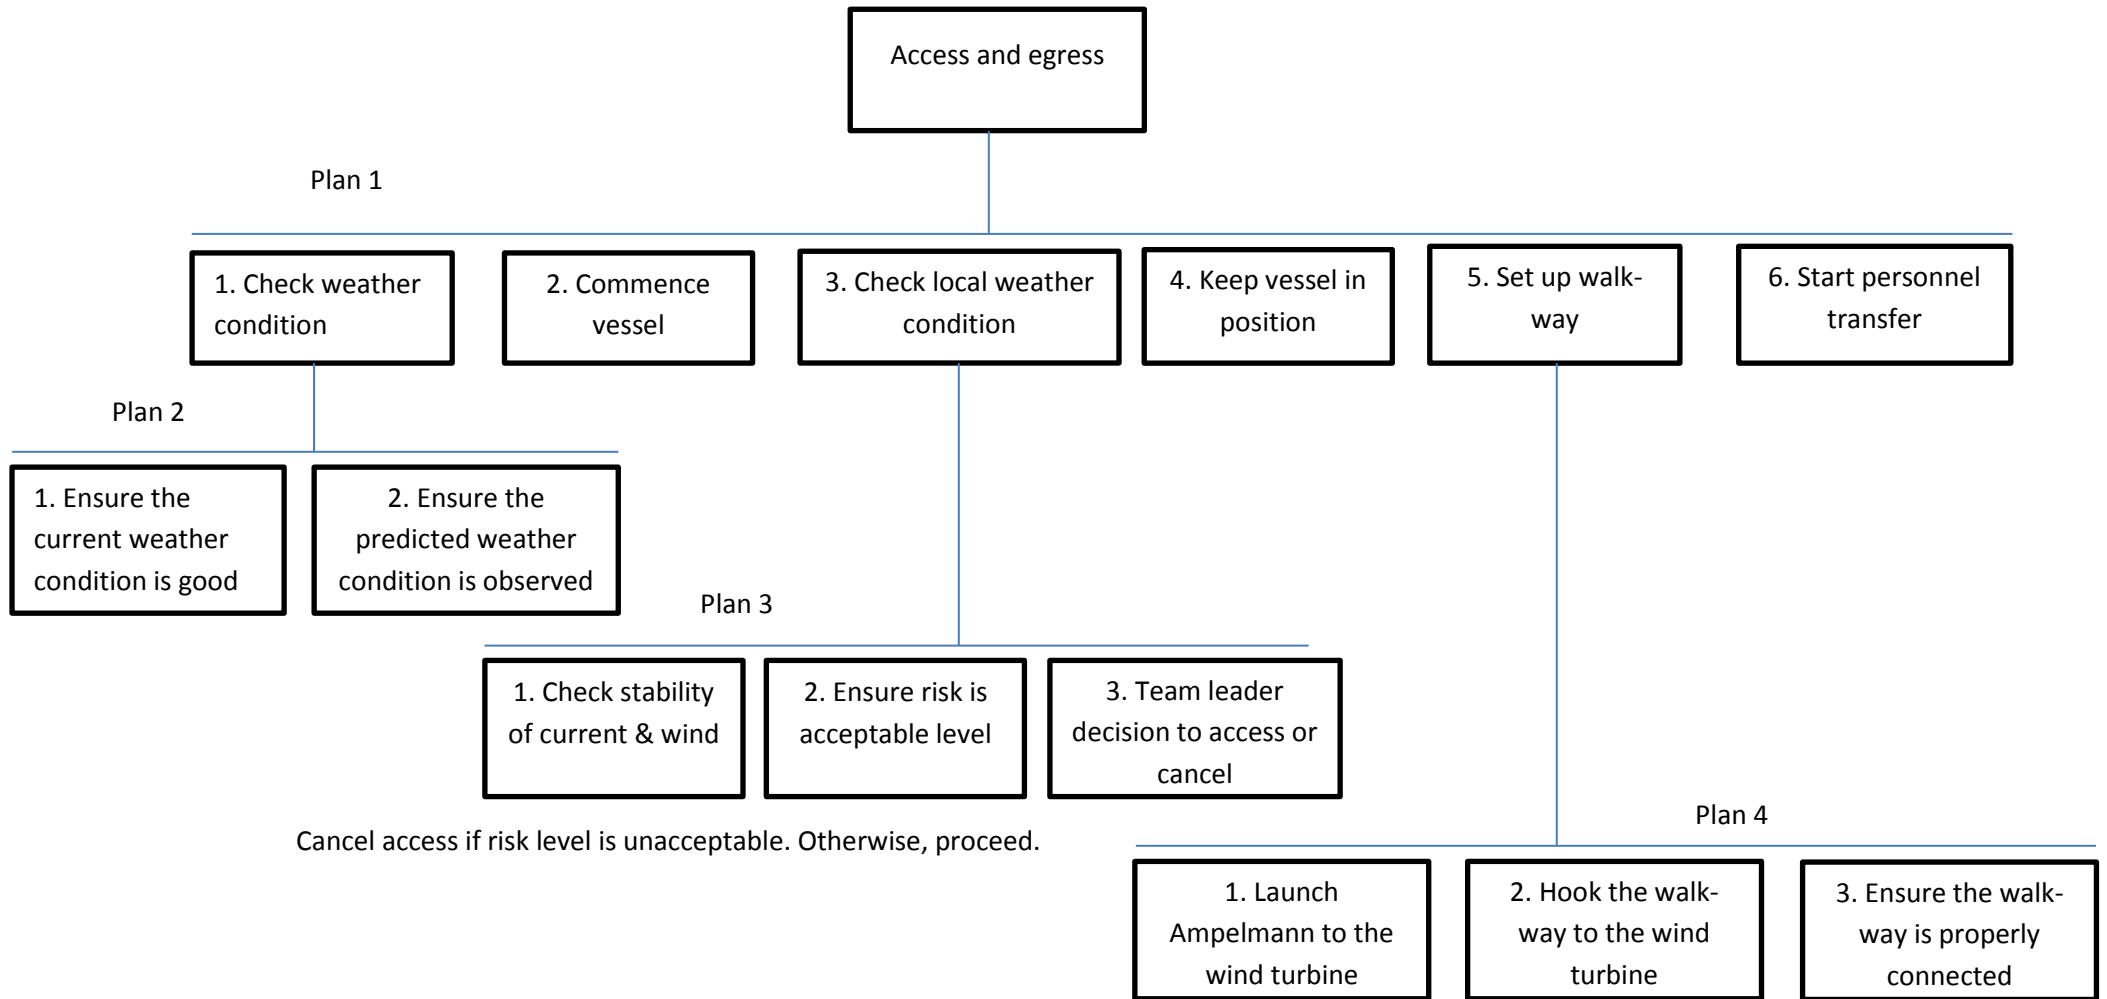 Access and egress
Plan 1
1. Check weather
condition
2. Commence
vessel
3. Check local weather
condition
4. Keep vessel in
position
5. Set up walk-
way
6. Start personnel
transfer
Plan 2
1. Ensure the
current weather
condition is good
2. Ensure the
predicted weather
condition is observed
Plan 3
1. Check stability
of current & wind
2. Ensure risk is
acceptable level
3. Team leader
decision to access or
cancel
Cancel access if risk level is unacceptable. Otherwise, proceed.
Plan 4
1. Launch
Ampelmann to the
wind turbine
2. Hook the walk-
way to the wind
turbine
3. Ensure the walk-
way is properly
connected